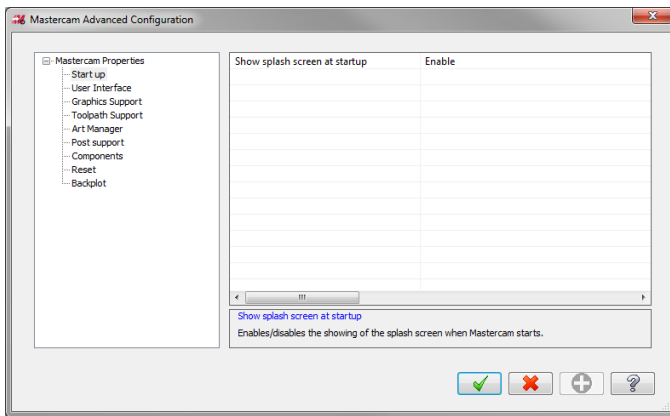 Mastercam Advanced Configuration
Mastercam Properties
Start up
User Interface
Graphics Support
Toolpath Support
Art Manager
Post support
Components
Reset
Backplot
Show splash screen at startup Enable
Show splash screen at startup
Enables/disables the showing of the splash screen when Mastercam starts.